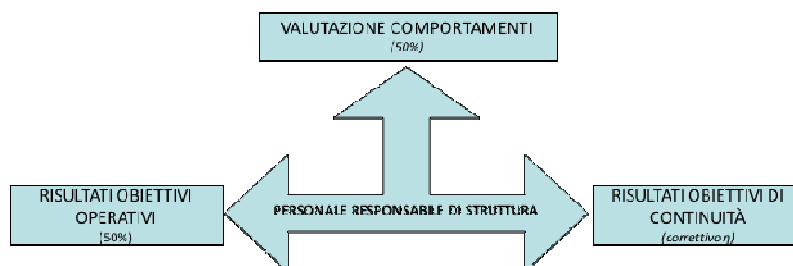 VALUTAZIONE COMPORTAMENTI
(50%)
RISULTATI OBIETTIVI
OPERATIVI
(50%)
PERSONALE RESPONSABILE DI STRUTTURA
RISULTATI OBIETTIVI DI
CONTINUITÀ
(correttivo η)